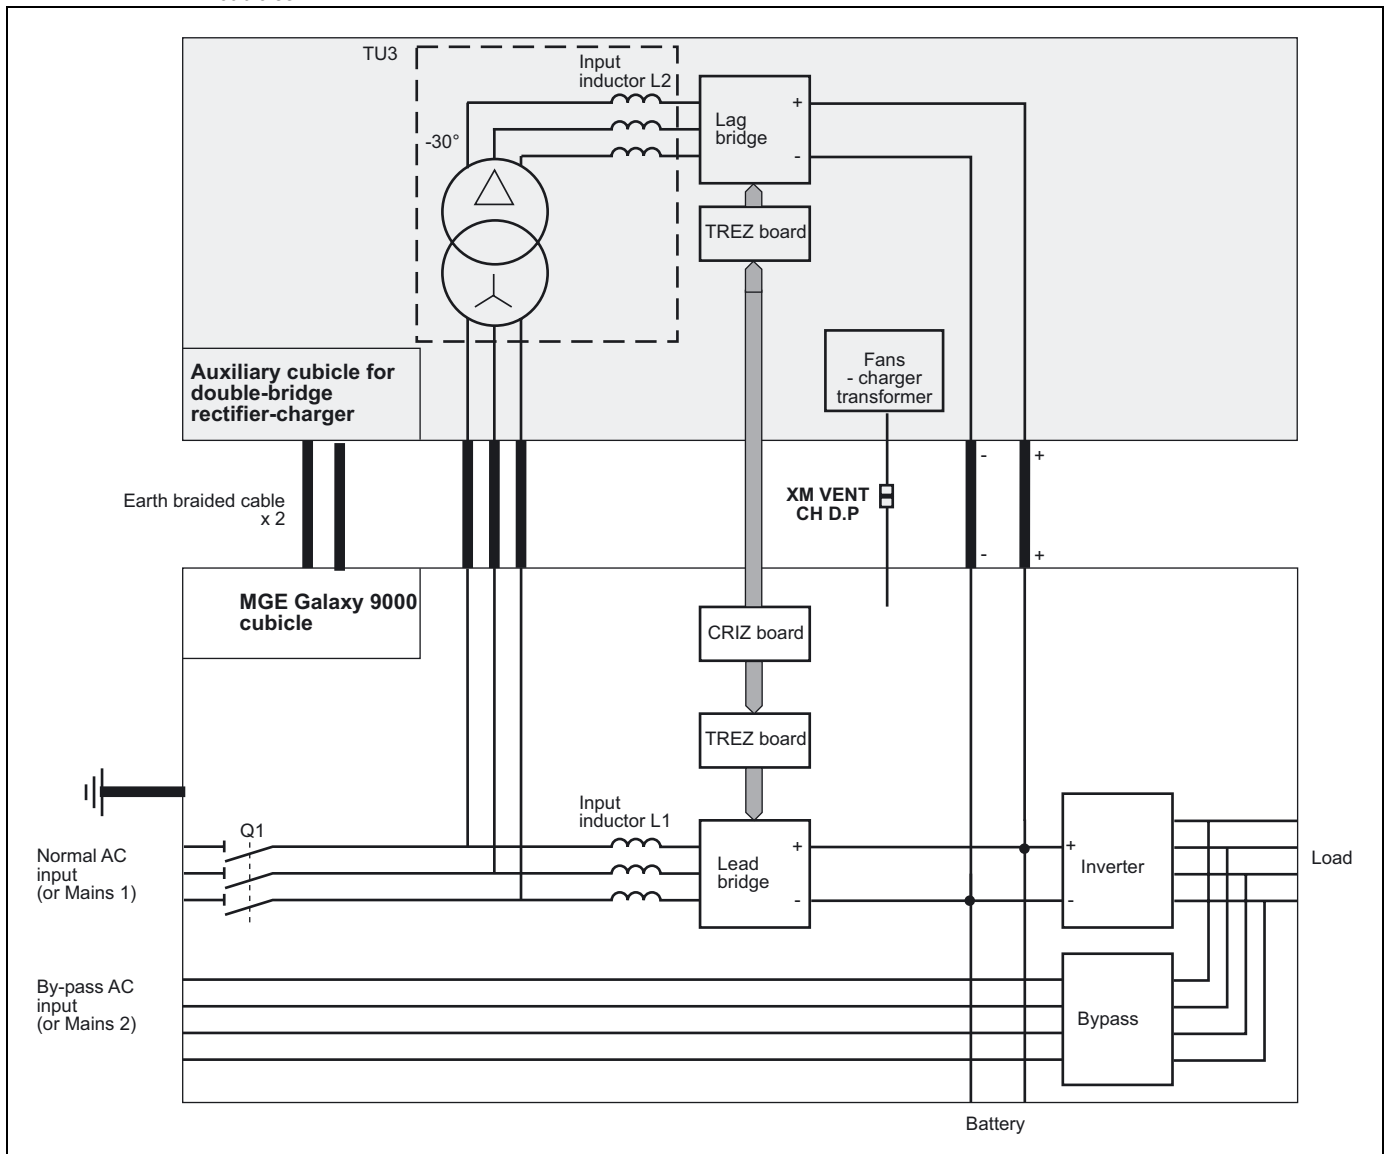 TU3
Input
inductor L2
-30°
Lag
bridge
+
-
TREZ board
Fans
- charger
transformer
Auxiliary cubicle for
double-bridge
rectifier-charger
-
+
Earth braided cable
x 2
XM VENT
CH D.P
-
+
MGE Galaxy 9000
cubicle
CRIZ board
TREZ board
Input
inductor L1
Q1
Normal AC
input
(or Mains 1)
Lead
bridge
+
-
+
Inverter
-
Load
By-pass AC
input
(or Mains 2)
Bypass
Battery